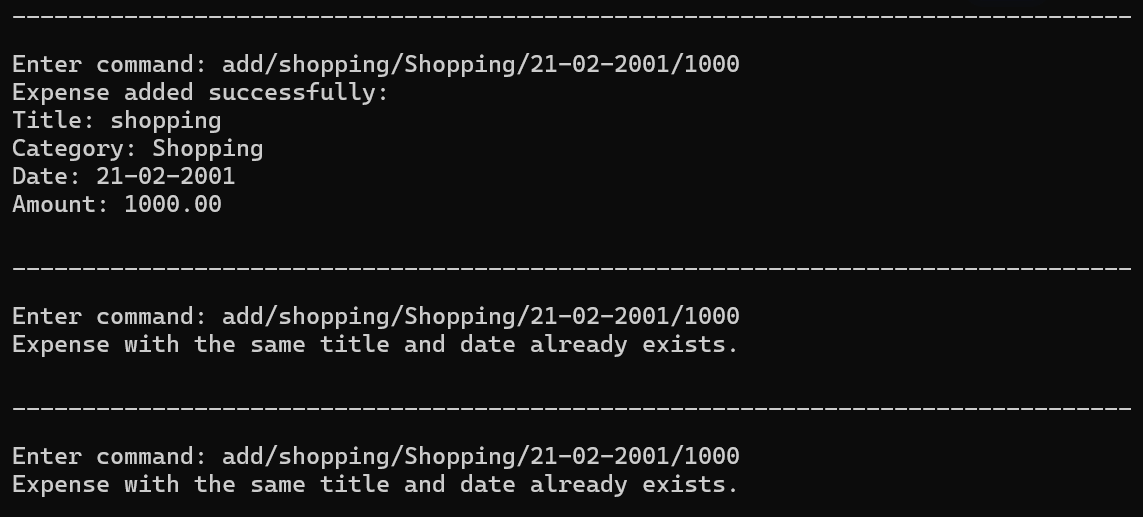 --------------------------------------------------------------------------------
Enter command: add/shopping/Shopping/21-02-2001/1000
Expense added successfully:
Title: shopping
Category: Shopping
Date: 21-02-2001
Amount: 1000.00
--------------------------------------------------------------------------------
Enter command: add/shopping/Shopping/21-02-2001/1000
Expense with the same title and date already exists.
--------------------------------------------------------------------------------
Enter command: add/shopping/Shopping/21-02-2001/1000
Expense with the same title and date already exists.